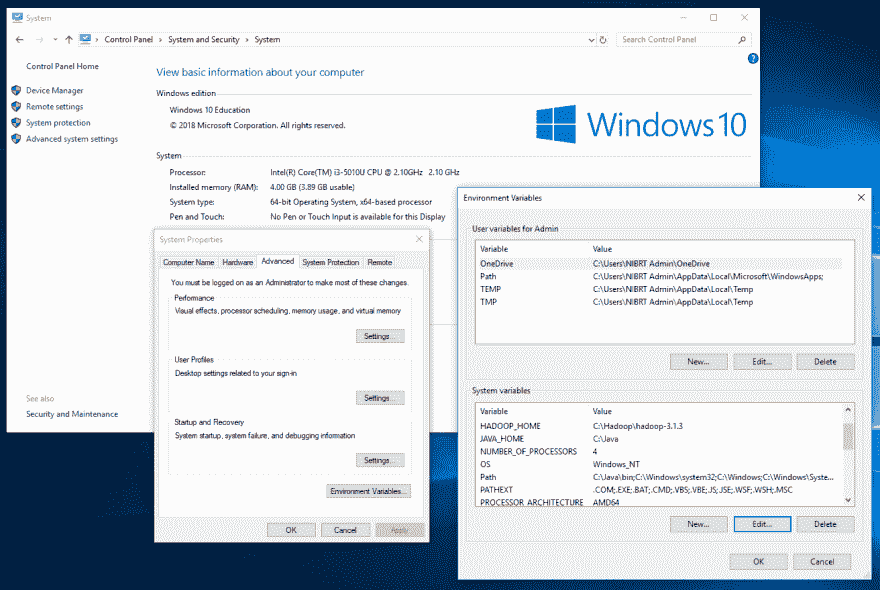 System
Control Panel › System and Security › System
Search Control Panel
Control Panel Home
Device Manager
Remote settings
System protection
Advanced system settings
See also
Security and Maintenance
View basic information about your computer
Windows edition
Windows 10 Education
© 2018 Microsoft Corporation. All rights reserved.
Windows 10
System
Processor: Intel(R) Core(TM) i3-5010U CPU @ 2.10GHz 2.10 GHz
Installed memory (RAM): 4.00 GB (3.89 GB usable)
System type: 64-bit Operating System, x64-based processor
Pen and Touch: No Pen or Touch Input is available for this Display
System Properties
Computer Name Hardware Advanced System Protection Remote
You must be logged on as an Administrator to make most of these changes.
Performance
Visual effects, processor scheduling, memory usage, and virtual memory
Settings...
User Profiles
Desktop settings related to your sign-in
Settings...
Startup and Recovery
System startup, system failure, and debugging information
Settings...
Environment Variables...
OK Cancel Apply
Environment Variables
User variables for Admin
Variable Value
OneDrive C:\Users\NIBRT Admin\OneDrive
Path C:\Users\NIBRT Admin\AppData\Local\Microsoft\WindowsApps;
TEMP C:\Users\NIBRT Admin\AppData\Local\Temp
TMP C:\Users\NIBRT Admin\AppData\Local\Temp
New... Edit... Delete
System variables
Variable Value
HADOOP_HOME C:\Hadoop\hadoop-3.1.3
JAVA_HOME C:\Java
NUMBER_OF_PROCESSORS 4
OS Windows_NT
Path C:\Java\bin;C:\Windows\system32;C:\Windows;C:\Windows\Syste...
PATHEXT .COM;.EXE;.BAT;.CMD;.VBS;.VBE;.JS;.JSE;.WSF;.WSH;.MSC
PROCESSOR_ARCHITECTURE AMD64
New... Edit... Delete
OK Cancel